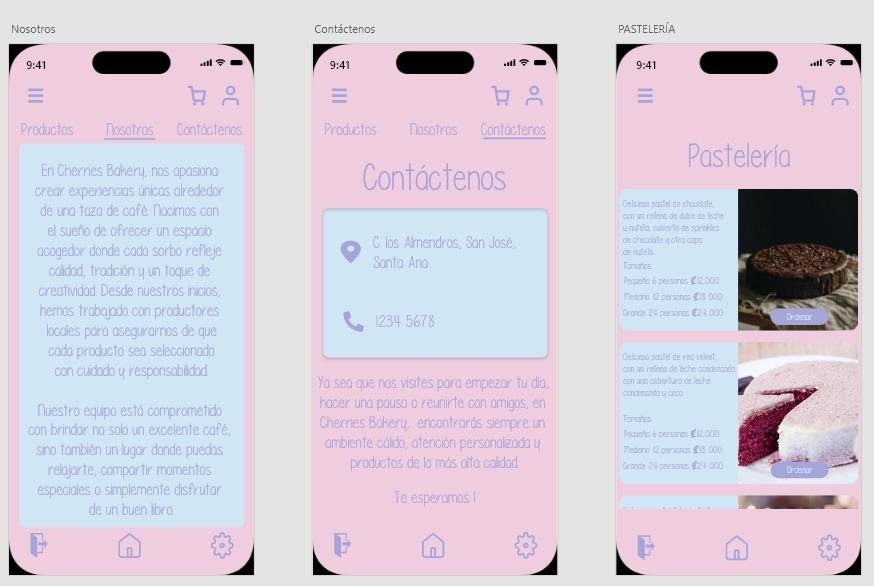 Nosotros
9:41
Productos
Nosotros
Contáctenos
En Cherries Bakery, nos apasiona
crear experiencias únicas alrededor
de una taza de café. Nacimos con
el sueño de ofrecer un espacio
acogedor donde cada sorbo refleje
calidad, tradición y un toque de
creatividad. Desde nuestros inicios,
hemos trabajado con productores
locales para asegurarnos de que
cada producto sea seleccionado
con cuidado y responsabilidad.
Nuestro equipo está comprometido
con brindar no solo un excelente café,
sino también un lugar donde puedas
relajarte, compartir momentos
especiales o simplemente disfrutar
de un buen libro.
Contáctenos
9:41
Productos
Nosotros
Contáctenos
Contáctenos
C. los Almendros, San José,
Santa Ana
1234 5678
Ya sea que nos visites para empezar tu día,
hacer una pausa o reunirte con amigos, en
Cherries Bakery, encontrarás siempre un
ambiente cálido, atención personalizada y
productos de la más alta calidad.
Te esperamos !
PASTELERÍA
9:41
Pastelería
Delicioso pastel de chocolate,
con un relleno de dulce de leche
y nutella, cubierto de sprinkles
de chocolate y otra capa
de nutella.
Tamaños:
Pequeño 6 personas ₡12.000
Mediano 12 personas ₡18 000
Grande 24 personas ₡24 000
Ordenar
Delicioso pastel de red velvet,
con un relleno de leche condensada,
con una cobertura de leche
condensada y coco.
Tamaños:
Pequeño 6 personas ₡12.000
Mediano 12 personas ₡18 000
Grande 24 personas ₡24 000
Ordenar